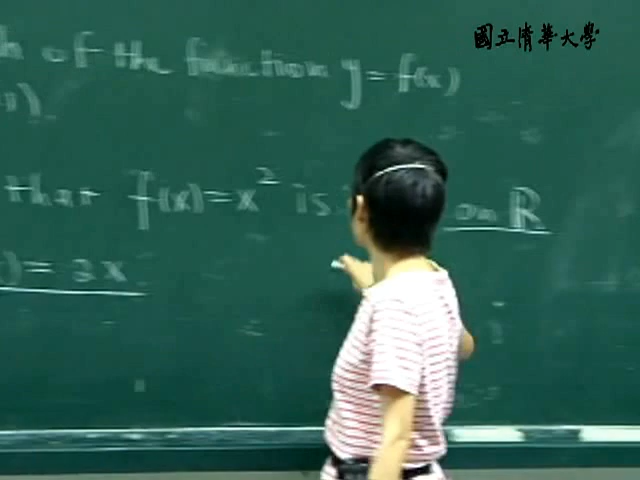 國立清華大學
h of the function y = f(x)
that f(x) = x² is on ℝ
) = 2x